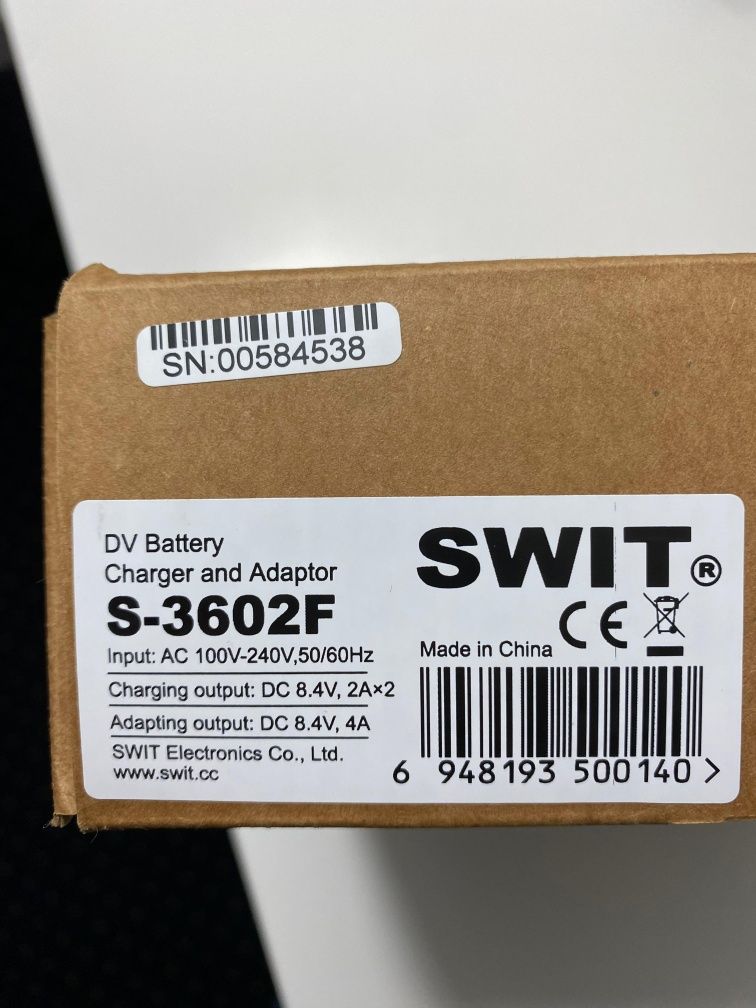 SN:00584538
DV Battery
Charger and Adaptor
S-3602F
Input: AC 100V-240V,50/60Hz
Charging output: DC 8.4V, 2A×2
Adapting output: DC 8.4V, 4A
SWIT Electronics Co., Ltd.
www.swit.cc
SWIT®
CE
Made in China
6 948193 500140 >